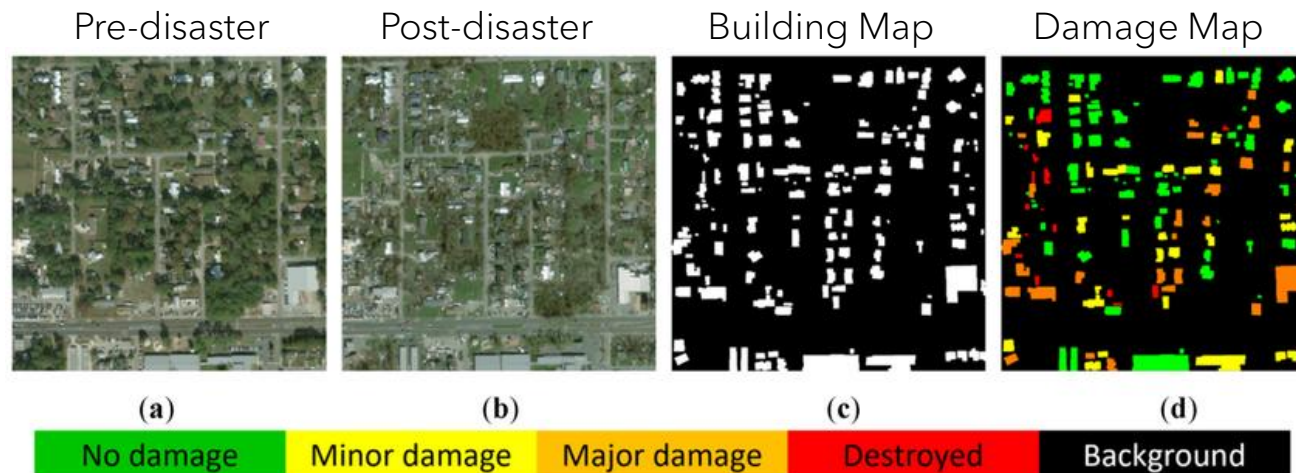 Pre-disaster Post-disaster Building Map Damage Map
(a) (b) (c) (d)
No damage Minor damage Major damage Destroyed Background